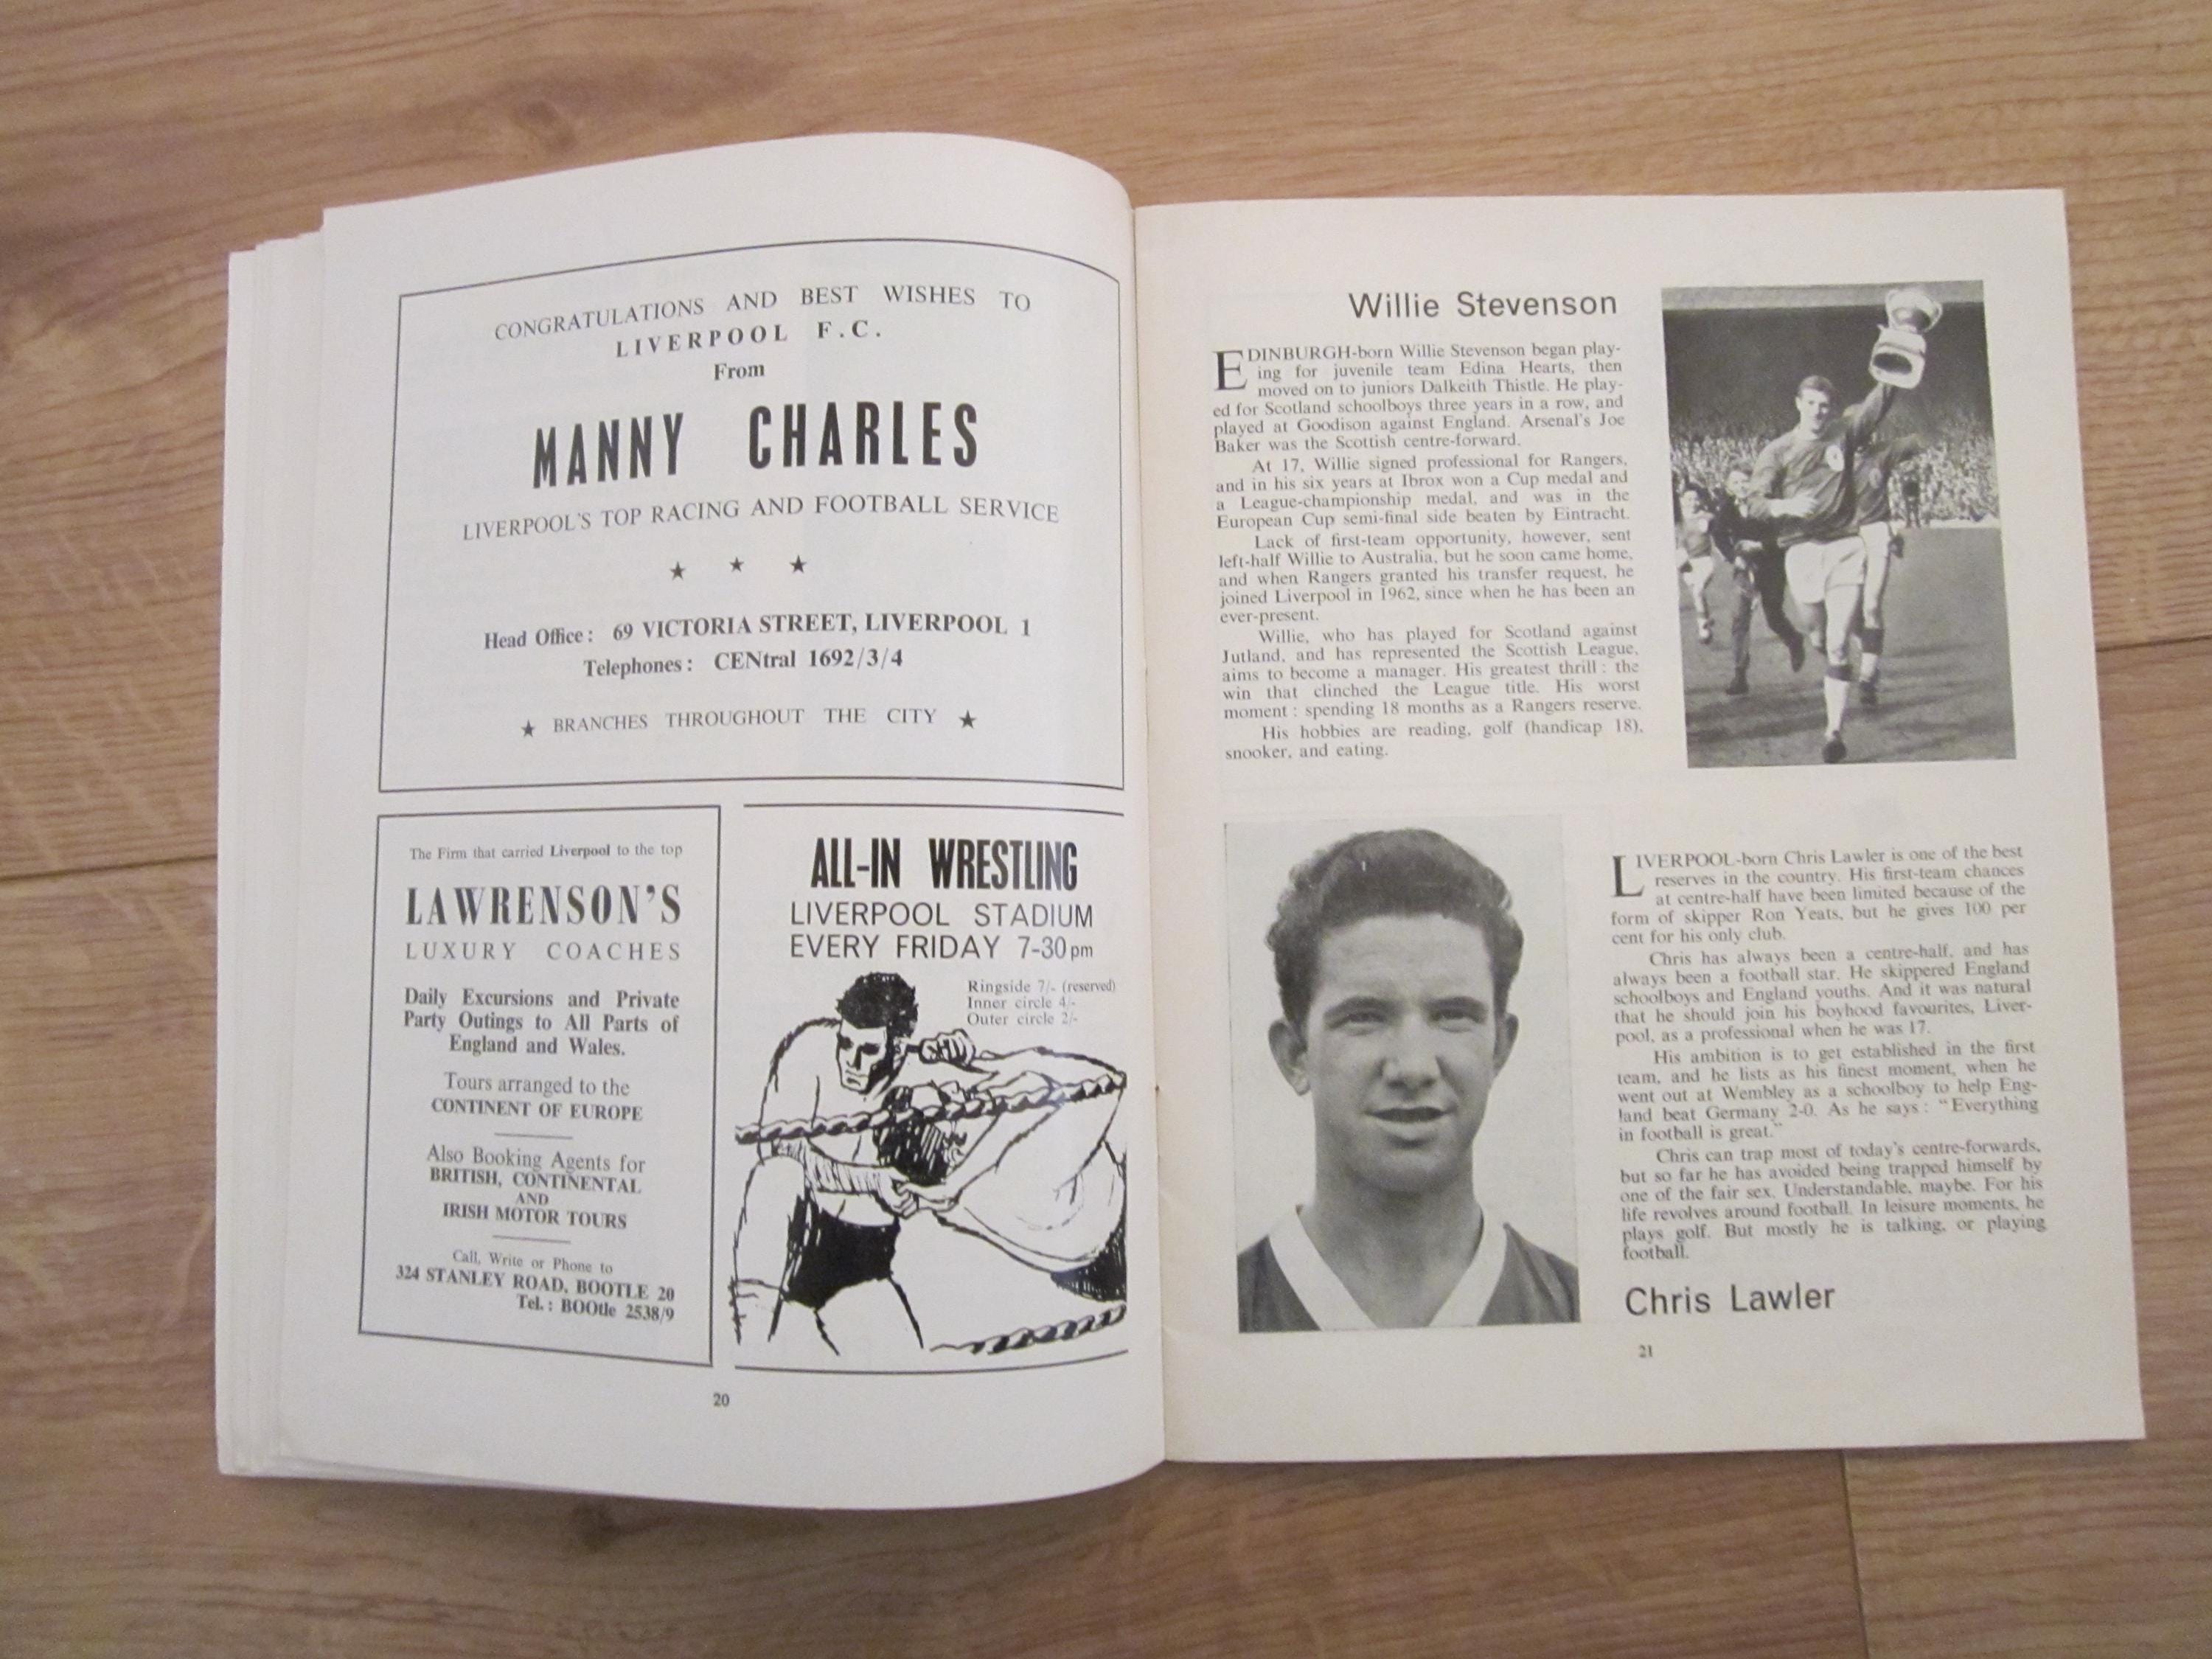 CONGRATULATIONS AND BEST WISHES TO
LIVERPOOL F.C.
From
MANNY CHARLES
LIVERPOOL'S TOP RACING AND FOOTBALL SERVICE
★ ★ ★
Head Office : 69 VICTORIA STREET, LIVERPOOL 1
Telephones : CENtral 1692/3/4
★ BRANCHES THROUGHOUT THE CITY ★
The Firm that carried Liverpool to the top
LAWRENSON'S
LUXURY COACHES
Daily Excursions and Private
Party Outings to All Parts of
England and Wales.
Tours arranged to the
CONTINENT OF EUROPE
Also Booking Agents for
BRITISH, CONTINENTAL
AND
IRISH MOTOR TOURS
Call, Write or Phone to
324 STANLEY ROAD, BOOTLE 20
Tel. : BOOtle 2538/9
ALL-IN WRESTLING
LIVERPOOL STADIUM
EVERY FRIDAY 7-30 pm
Ringside 7/- (reserved)
Inner circle 4/-
Outer circle 2/-
20
Willie Stevenson
EDINBURGH-born Willie Stevenson began play-
ing for juvenile team Edina Hearts, then
moved on to juniors Dalkeith Thistle. He play-
ed for Scotland schoolboys three years in a row, and
played at Goodison against England. Arsenal's Joe
Baker was the Scottish centre-forward.
At 17, Willie signed professional for Rangers,
and in his six years at Ibrox won a Cup medal and
a League-championship medal, and was in the
European Cup semi-final side beaten by Eintracht.
Lack of first-team opportunity, however, sent
left-half Willie to Australia, but he soon came home,
and when Rangers granted his transfer request, he
joined Liverpool in 1962, since when he has been an
ever-present.
Willie, who has played for Scotland against
Jutland, and has represented the Scottish League,
aims to become a manager. His greatest thrill : the
win that clinched the League title. His worst
moment : spending 18 months as a Rangers reserve.
His hobbies are reading, golf (handicap 18),
snooker, and eating.
LIVERPOOL-born Chris Lawler is one of the best
reserves in the country. His first-team chances
at centre-half have been limited because of the
form of skipper Ron Yeats, but he gives 100 per
cent for his only club.
Chris has always been a centre-half, and has
always been a football star. He skippered England
schoolboys and England youths. And it was natural
that he should join his boyhood favourites, Liver-
pool, as a professional when he was 17.
His ambition is to get established in the first
team, and he lists as his finest moment, when he
went out at Wembley as a schoolboy to help Eng-
land beat Germany 2-0. As he says : "Everything
in football is great."
Chris can trap most of today's centre-forwards,
but so far he has avoided being trapped himself by
one of the fair sex. Understandable, maybe. For his
life revolves around football. In leisure moments, he
plays golf. But mostly he is talking, or playing
football.
Chris Lawler
21